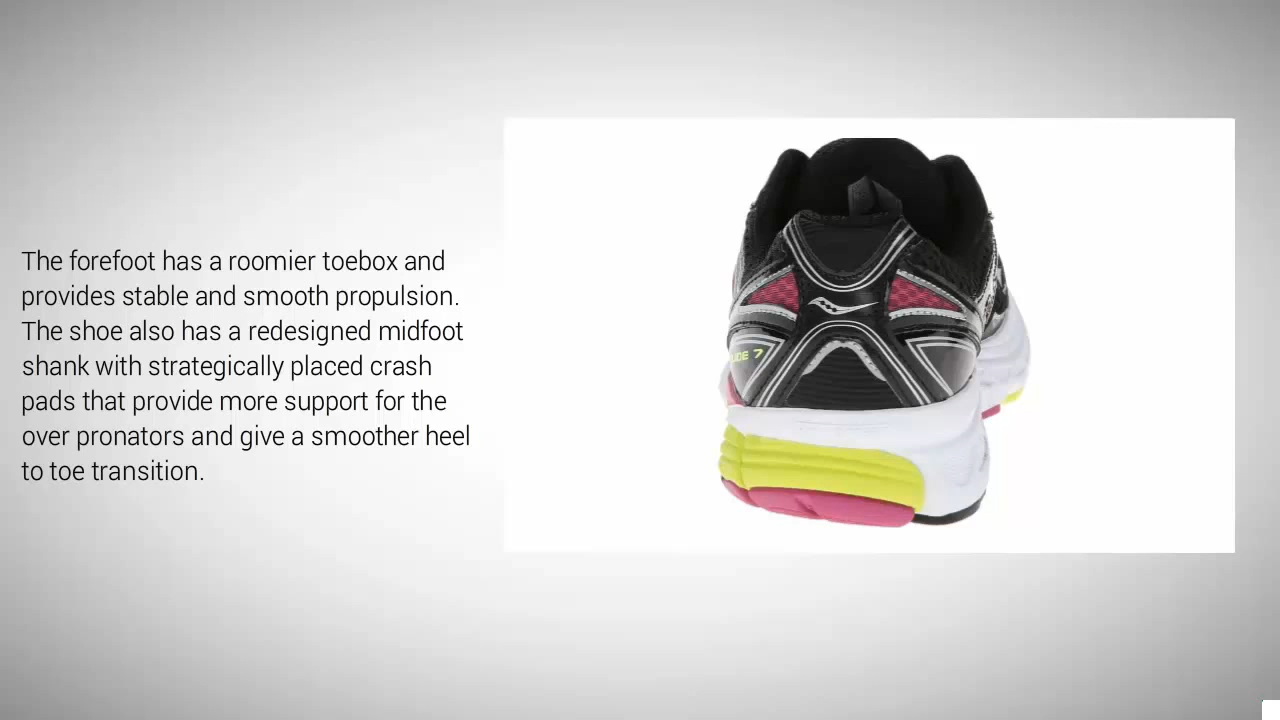 The forefoot has a roomier toebox and
provides stable and smooth propulsion.
The shoe also has a redesigned midfoot
shank with strategically placed crash
pads that provide more support for the
over pronators and give a smoother heel
to toe transition.